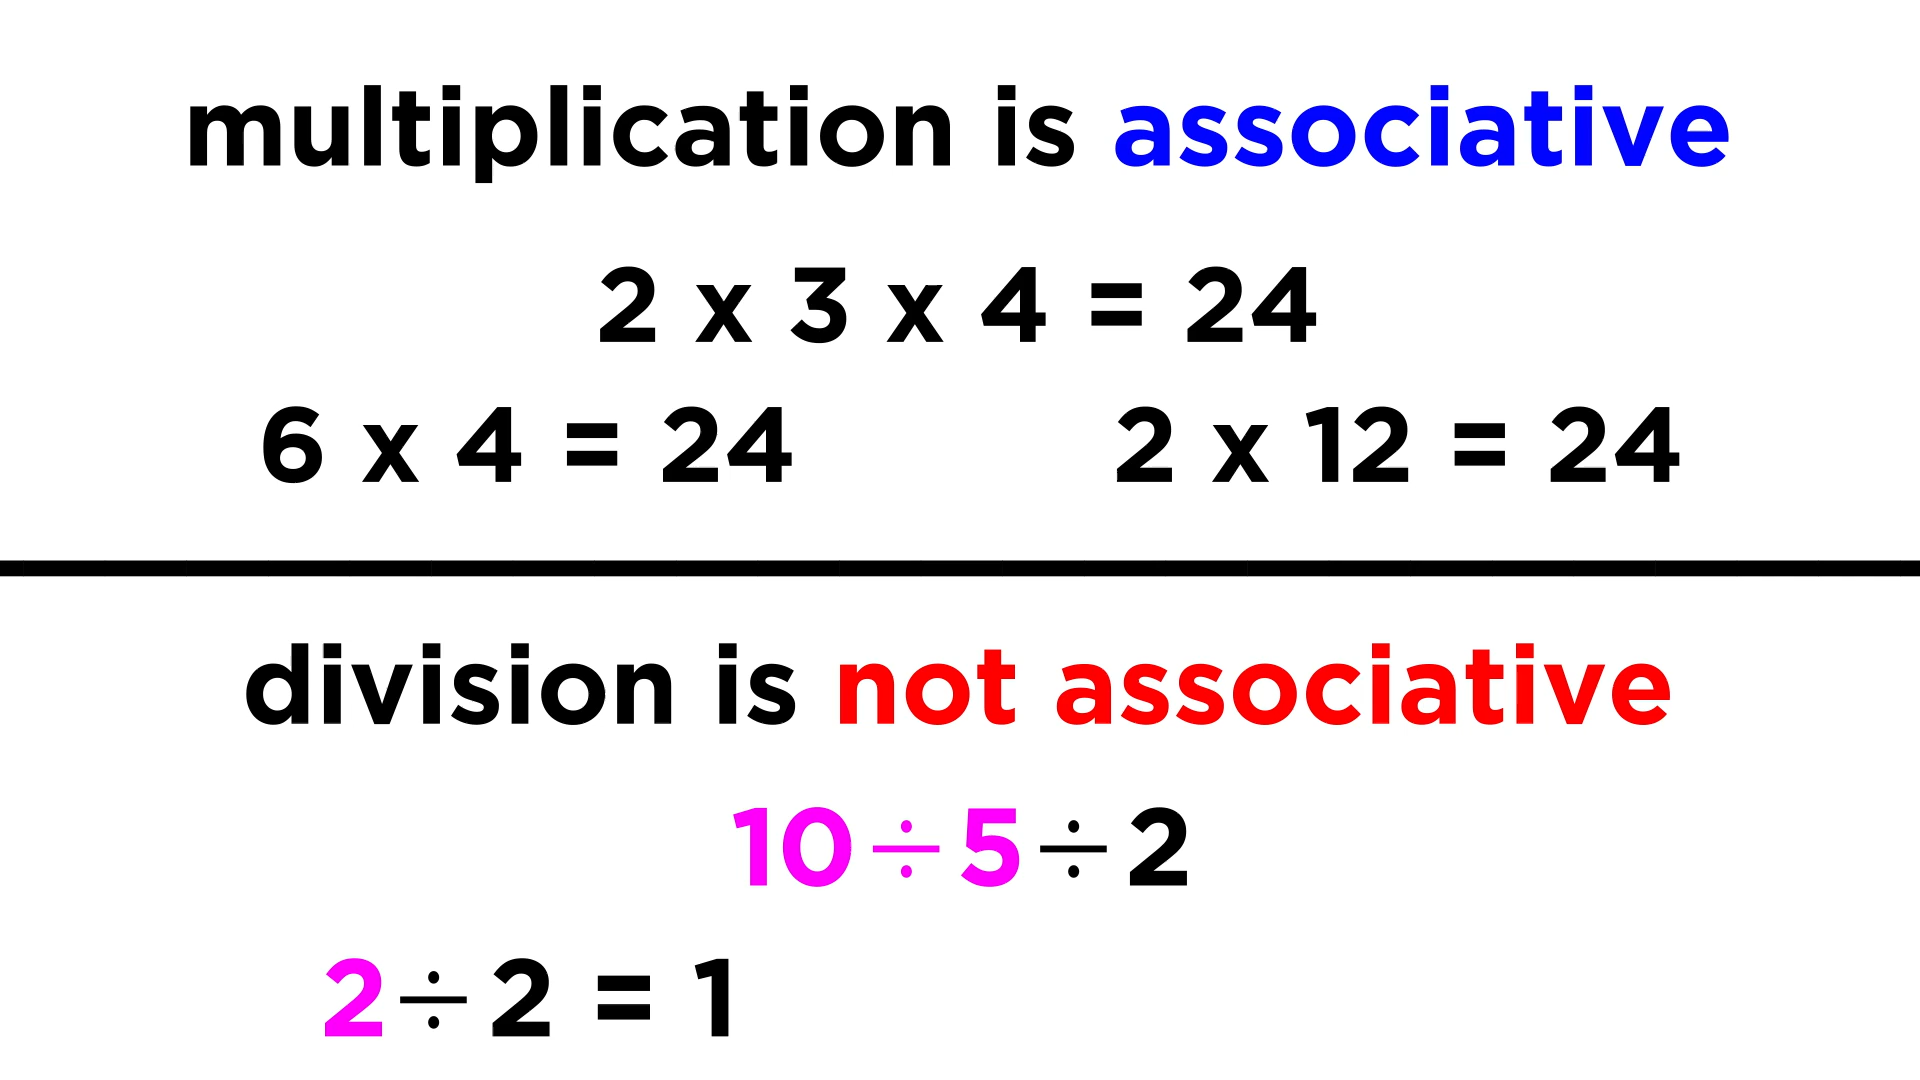 multiplication is associative
2 x 3 x 4 = 24
6 x 4 = 24 2 x 12 = 24
division is not associative
10÷5÷2
2÷2 = 1